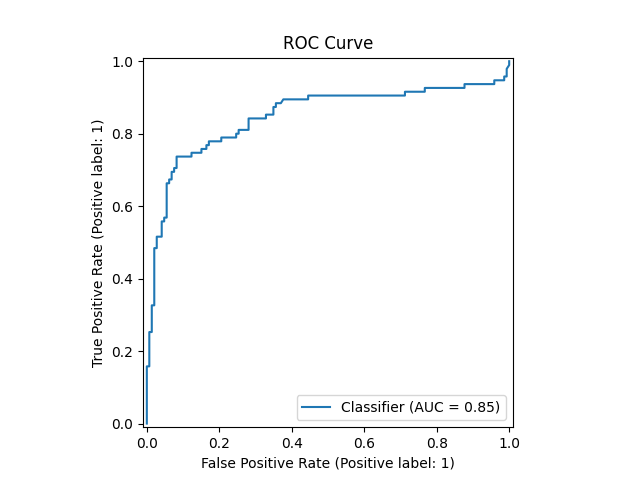 ROC Curve
1.0
0.8
0.6
0.4
0.2
0.0
True Positive Rate (Positive label: 1)
Classifier (AUC = 0.85)
0.0 0.2 0.4 0.6 0.8 1.0
False Positive Rate (Positive label: 1)